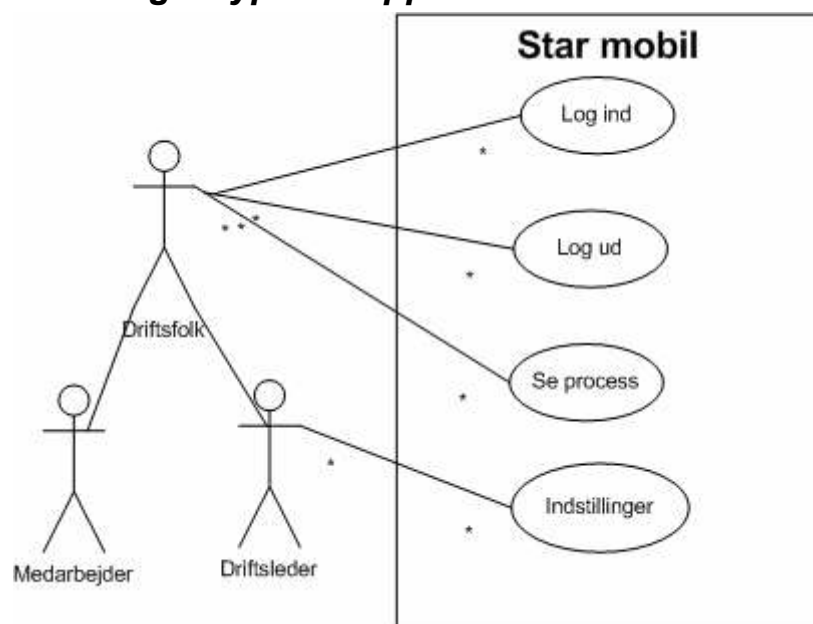 Star mobil
Log ind
*
* * *
Log ud
*
Driftsfolk
Se process
*
*
Indstillinger
*
Medarbejder
Driftsleder